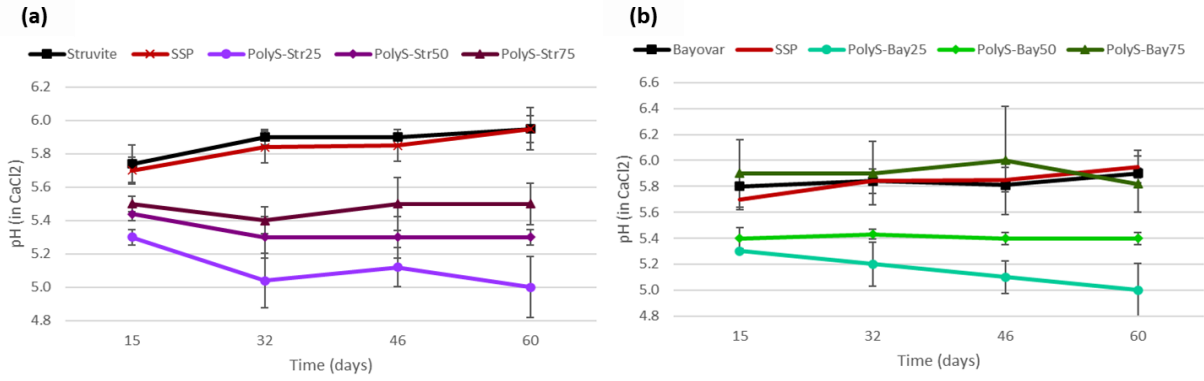 (a)
Struvite SSP PolyS-Str25 PolyS-Str50 PolyS-Str75
6.2
6.0
5.8
5.6
5.4
5.2
5.0
4.8
pH (in CaCl2)
15 32 46 60
Time (days)
(b)
Bayovar SSP PolyS-Bay25 PolyS-Bay50 PolyS-Bay75
6.6
6.4
6.2
6.0
5.8
5.6
5.4
5.2
5.0
4.8
pH (in CaCl2)
15 32 46 60
Time (days)